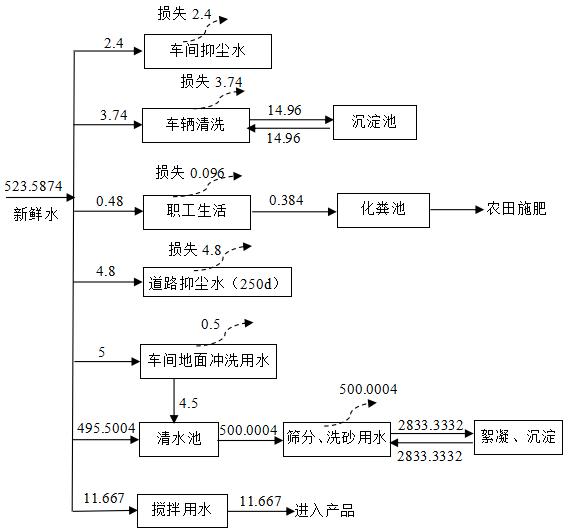 损失 2.4
2.4
车间抑尘水
损失 3.74
3.74
车辆清洗
14.96
14.96
沉淀池
523.5874
新鲜水
损失 0.096
0.48
职工生活
0.384
化粪池
农田施肥
损失 4.8
4.8
道路抑尘水（250d）
0.5
5
车间地面冲洗用水
4.5
500.0004
495.5004
清水池
500.0004
筛分、洗砂用水
2833.3332
2833.3332
絮凝、沉淀
11.667
搅拌用水
11.667
进入产品